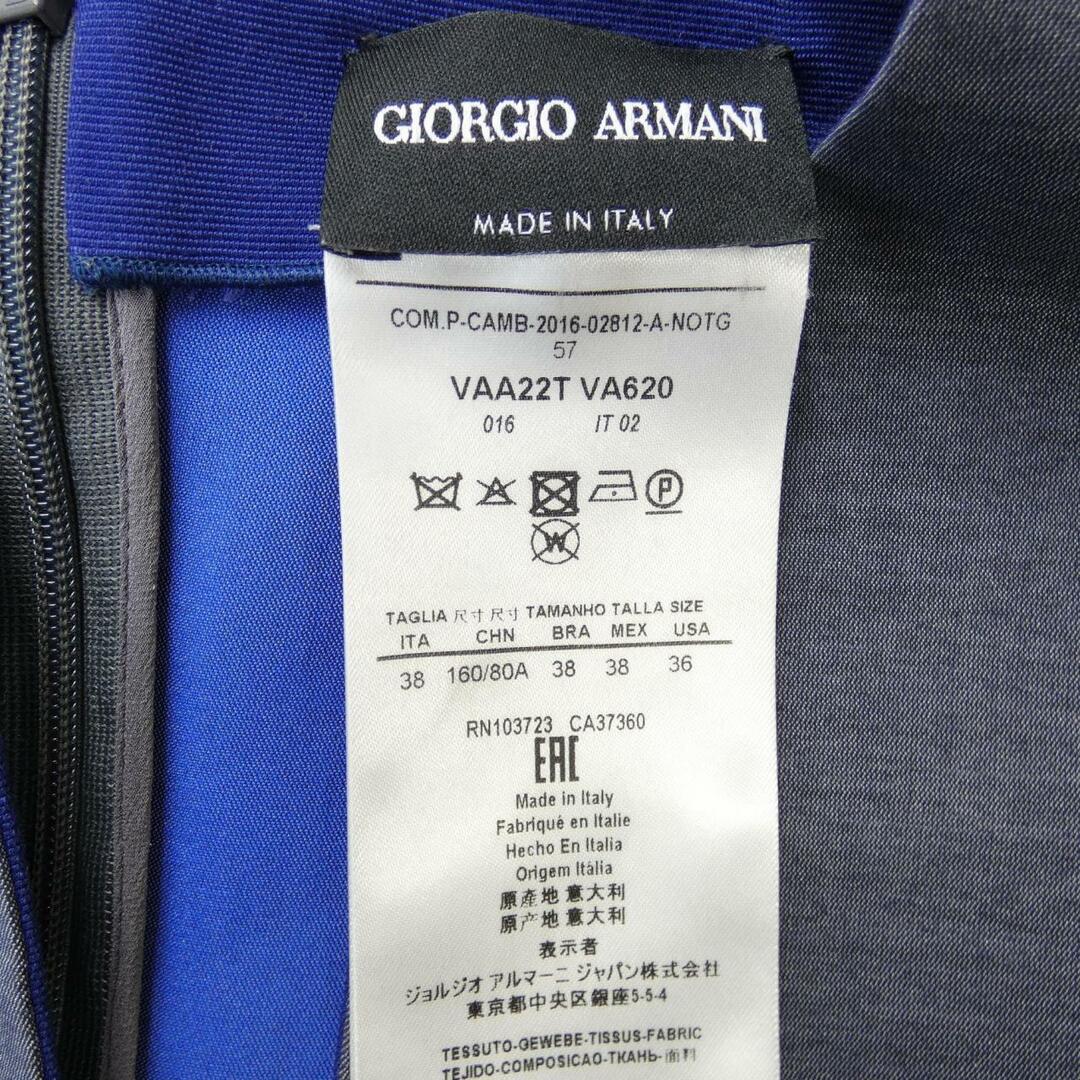 GIORGIO ARMANI
MADE IN ITALY
COM.P-CAMB-2016-02812-A-NOTG
57
VAA22T VA620
016 IT 02
P
W
TAGLIA 尺寸 尺寸 TAMANHO TALLA SIZE
ITA CHN BRA MEX USA
38 160/80A 38 38 36
RN103723 CA37360
EAC
Made in Italy
Fabriqué en Italie
Hecho En Italia
Origem Itália
原產地 意大利
原产地 意大利
表示者
ジョルジオ アルマーニ ジャパン株式会社
東京都中央区銀座5-5-4
TESSUTO-GEWEBE-TISSUS-FABRIC
TEJIDO-COMPOSICAO-ТКАНЬ-面料